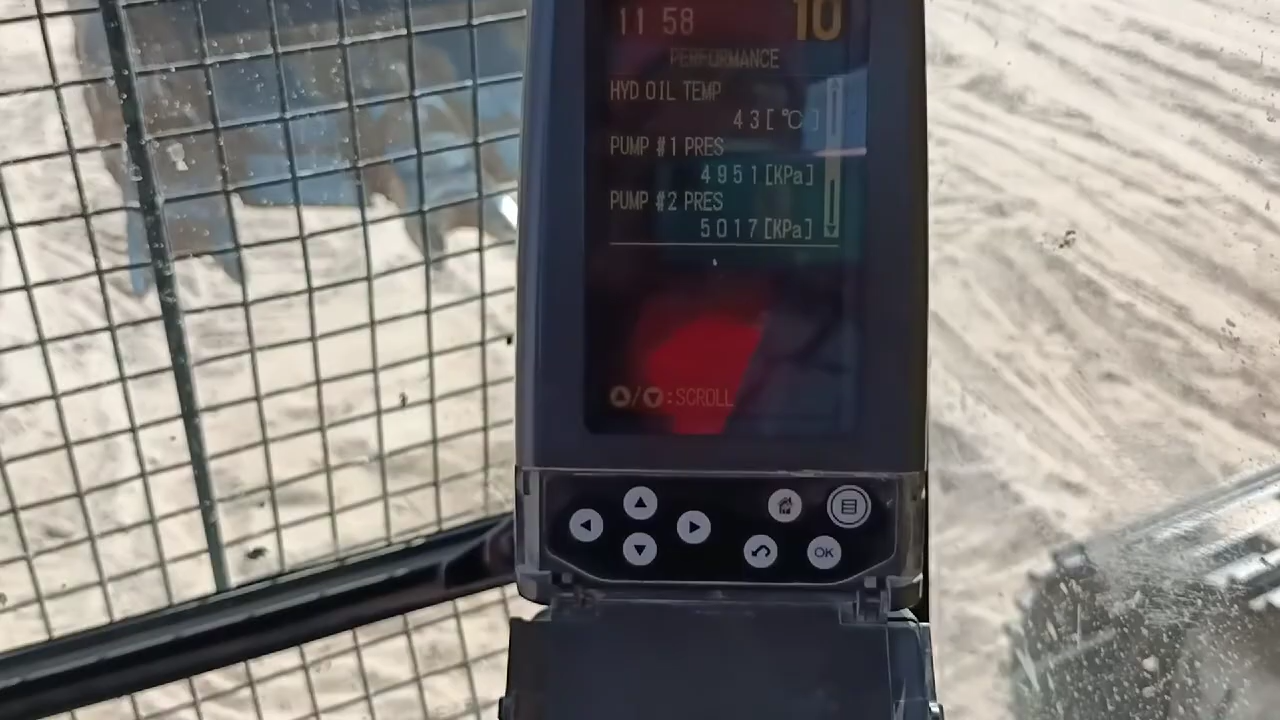 11 58 10
PERFORMANCE
HYD OIL TEMP
43[℃]
PUMP #1 PRES
4951[KPa]
PUMP #2 PRES
5017[KPa]
▲/▼:SCROLL
OK